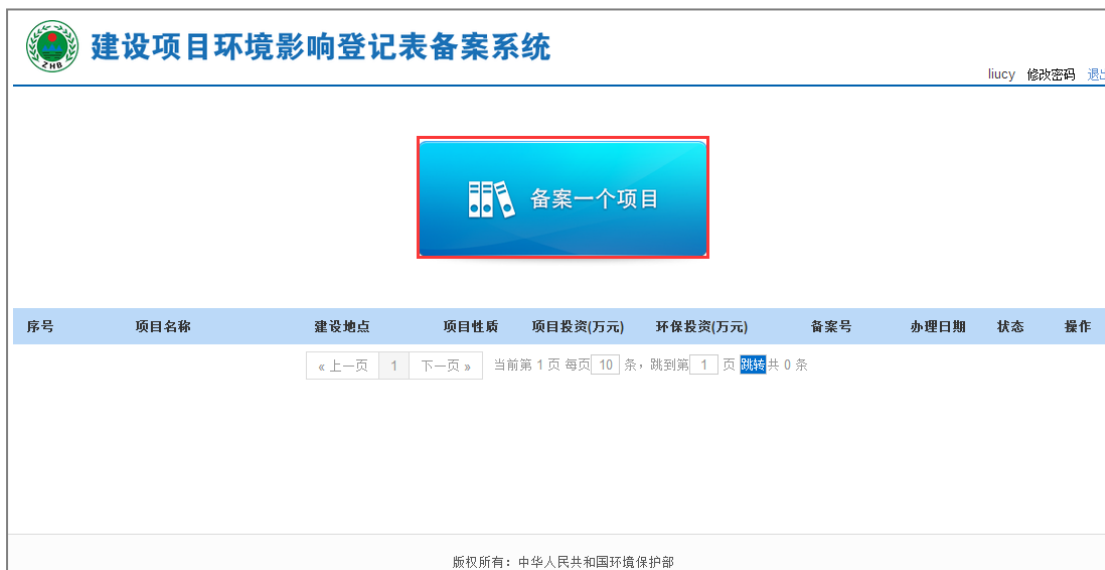 建设项目环境影响登记表备案系统
ZHB
liucy 修改密码 退出
备案一个项目
序号 项目名称 建设地点 项目性质 项目投资(万元) 环保投资(万元) 备案号 办理日期 状态 操作
« 上一页 1 下一页 » 当前第 1 页 每页 10 条，跳到第 1 页 跳转 共 0 条
版权所有：中华人民共和国环境保护部